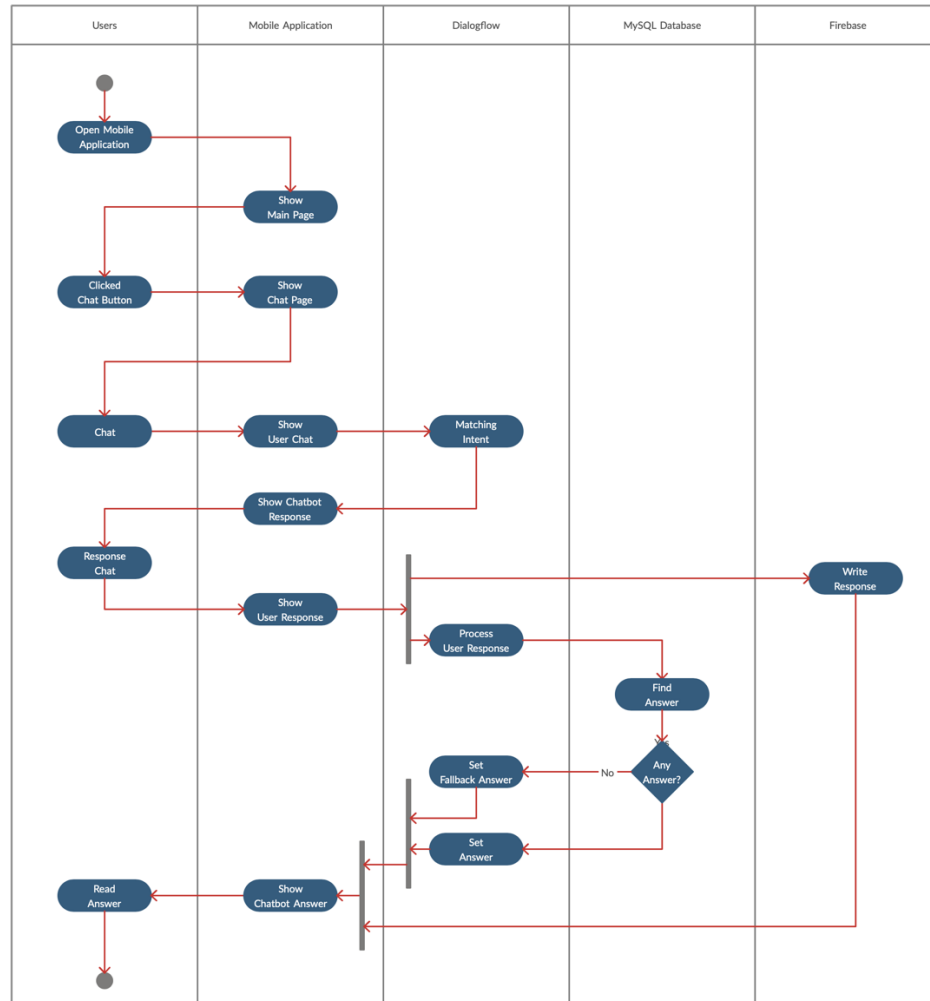 Users
Mobile Application
Dialogflow
MySQL Database
Firebase
Open Mobile
Application
Show
Main Page
Clicked
Chat Button
Show
Chat Page
Chat
Show
User Chat
Matching
Intent
Show Chatbot
Response
Response
Chat
Write
Response
Show
User Response
Process
User Response
Find
Answer
Yes
Any
Answer?
No
Set
Fallback Answer
Set
Answer
Read
Answer
Show
Chatbot Answer